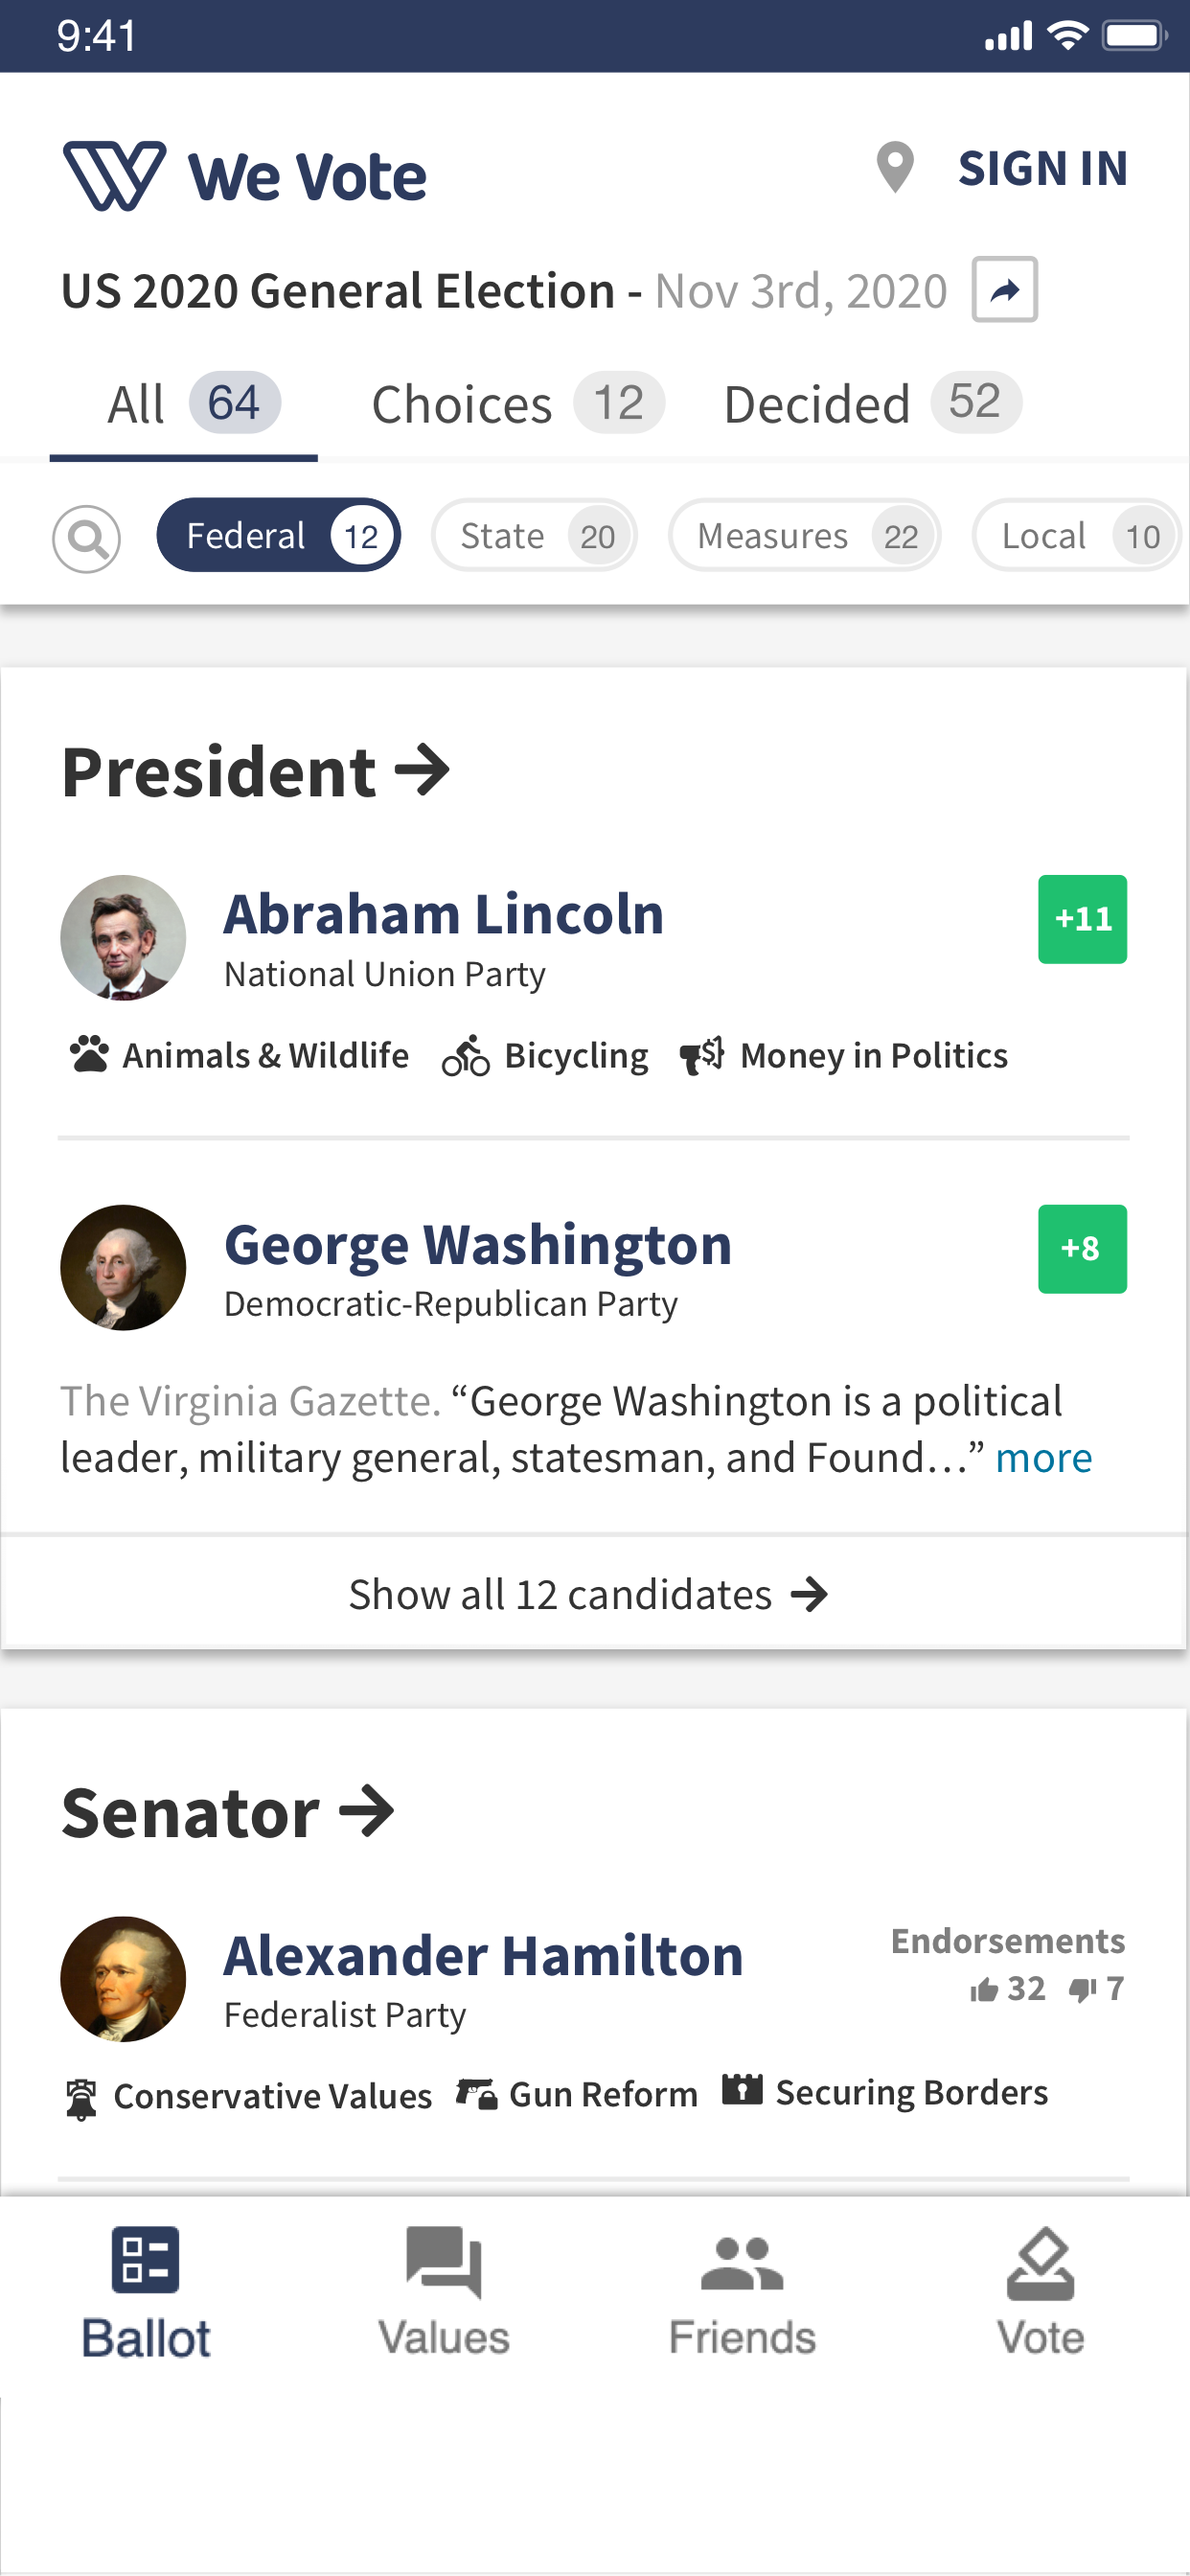 9:41
We Vote
SIGN IN
US 2020 General Election - Nov 3rd, 2020
All 64 Choices 12 Decided 52
Federal 12 State 20 Measures 22 Local 10
President
Abraham Lincoln
+11
National Union Party
Animals & Wildlife Bicycling Money in Politics
George Washington
+8
Democratic-Republican Party
The Virginia Gazette. “George Washington is a political
leader, military general, statesman, and Found...” more
Show all 12 candidates
Senator
Alexander Hamilton
Federalist Party
Endorsements
32 7
Conservative Values Gun Reform Securing Borders
Ballot Values Friends Vote